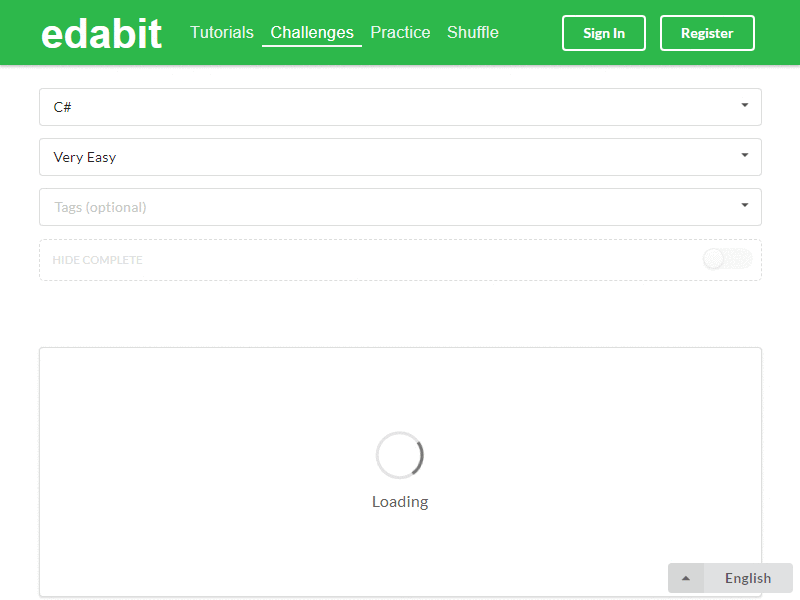 edabit Tutorials Challenges Practice Shuffle Sign In Register
C#
Very Easy
Tags (optional)
HIDE COMPLETE
Loading
English